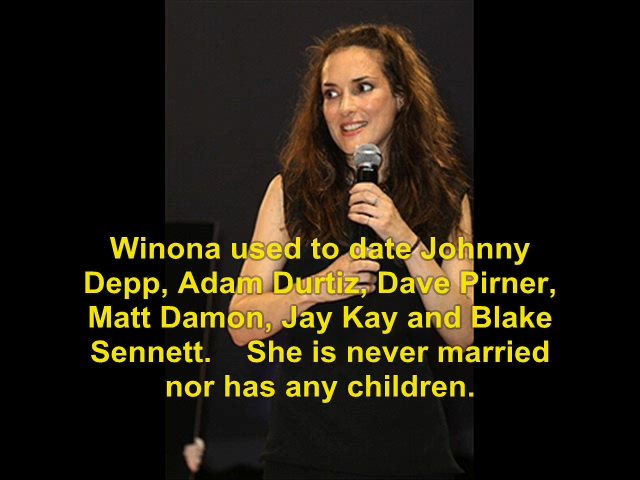 Winona used to date Johnny
Depp, Adam Durtiz, Dave Pirner,
Matt Damon, Jay Kay and Blake
Sennett.    She is never married
nor has any children.